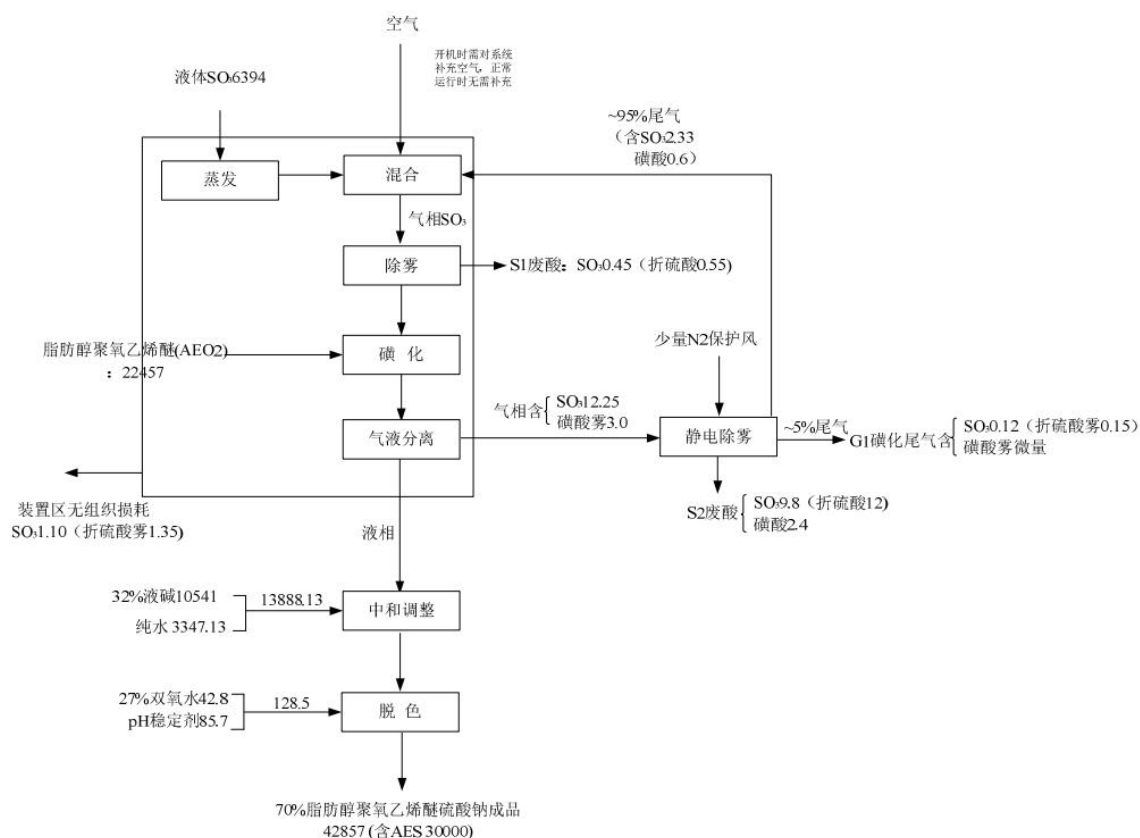 空气
开机时需对系统
补充空气，正常
运行时无需补充
液体SO₃6394
~95%尾气
（含SO₃2.33
磺酸0.6）
蒸发
混合
气相SO₃
除雾
S1废酸：SO₃0.45（折硫酸0.55）
脂肪醇聚氧乙烯醚(AEO2)
：22457
磺 化
少量N2保护风
气相含
SO₃12.25
磺酸雾3.0
气液分离
静电除雾
~5%尾气
G1磺化尾气含
SO₃0.12（折硫酸雾0.15）
磺酸雾微量
S2废酸
SO₃9.8（折硫酸12）
磺酸2.4
装置区无组织损耗
SO₃1.10（折硫酸雾1.35）
液相
32%液碱10541
纯水 3347.13
13888.13
中和调整
27%双氧水42.8
pH稳定剂85.7
128.5
脱 色
70%脂肪醇聚氧乙烯醚硫酸钠成品
42857 (含AES 30000)